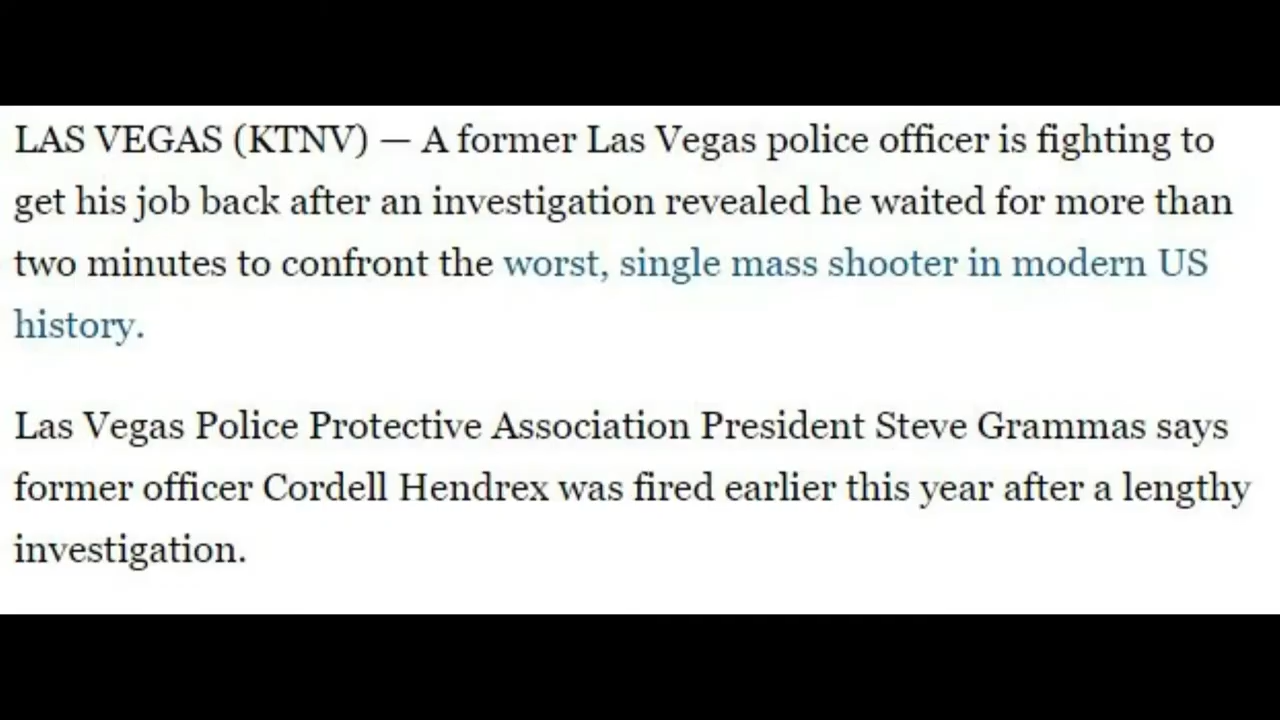 LAS VEGAS (KTNV) — A former Las Vegas police officer is fighting to
get his job back after an investigation revealed he waited for more than
two minutes to confront the worst, single mass shooter in modern US
history.
Las Vegas Police Protective Association President Steve Grammas says
former officer Cordell Hendrex was fired earlier this year after a lengthy
investigation.